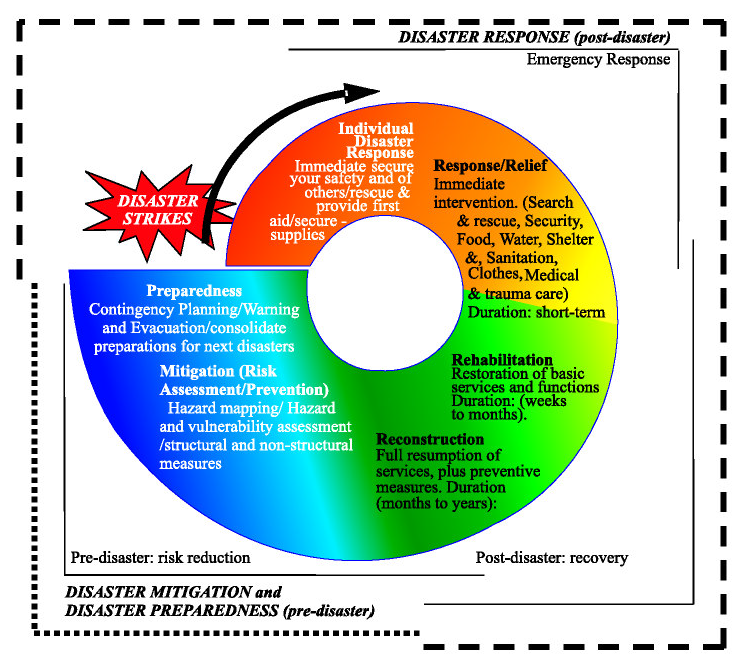 DISASTER RESPONSE (post-disaster)
Emergency Response
Individual
Disaster
Response
Immediate secure
your safety and of
others/rescue &
provide first
aid/secure -
supplies
DISASTER
STRIKES
Response/Relief
Immediate
intervention. (Search
& rescue, Security,
Food, Water, Shelter
&, Sanitation,
Clothes, Medical
& trauma care)
Duration: short-term
Rehabilitation
Restoration of basic
services and functions
Duration: (weeks
to months).
Reconstruction
Full resumption of
services, plus preventive
measures. Duration
(months to years):
Preparedness
Contingency Planning/Warning
and Evacuation/consolidate
preparations for next disasters
Mitigation (Risk
Assessment/Prevention)
Hazard mapping/ Hazard
and vulnerability assessment
/structural and non-structural
measures
Pre-disaster: risk reduction
Post-disaster: recovery
DISASTER MITIGATION and
DISASTER PREPAREDNESS (pre-disaster)